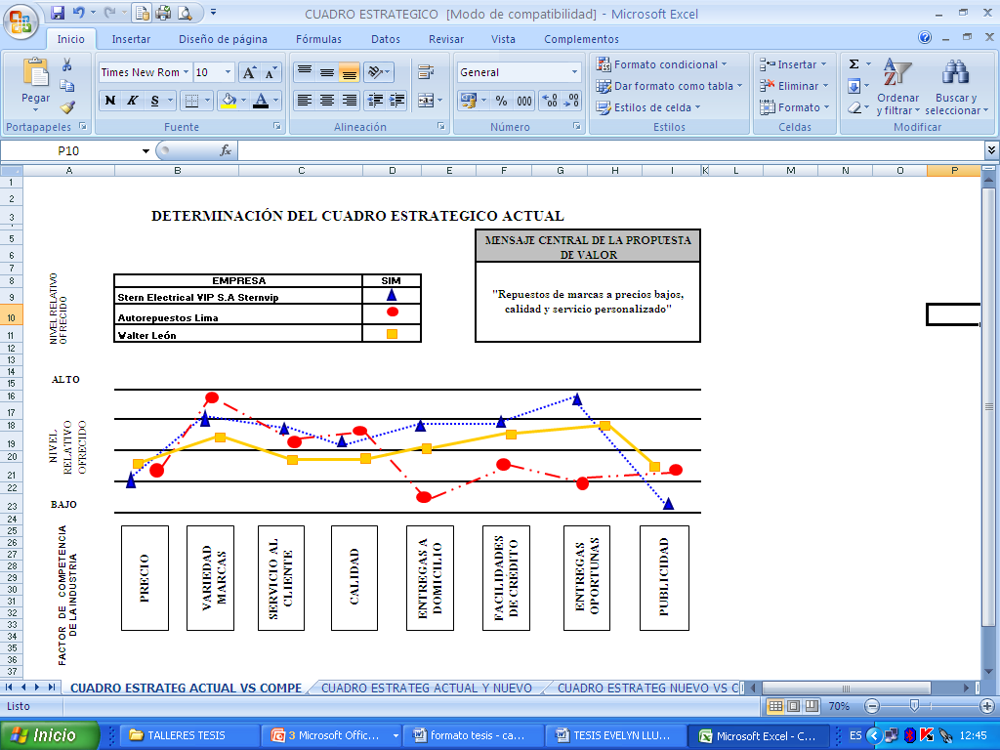 CUADRO ESTRATEGICO [Modo de compatibilidad] - Microsoft Excel
Inicio
Insertar
Diseño de página
Fórmulas
Datos
Revisar
Vista
Complementos
Pegar
Portapapeles
Times New Rom
10
N K S
Fuente
Alineación
General
% 000
Número
Formato condicional
Dar formato como tabla
Estilos de celda
Estilos
Insertar
Eliminar
Formato
Celdas
Σ
Ordenar
y filtrar
Buscar y
seleccionar
Modificar
P10
fx
A B C D E F G H I K L M N O P
1
2
3
5
6
7
8
9
10
11
12
13
14
15
16
17
18
19
20
21
22
23
24
25
26
27
28
29
30
31
32
33
34
35
36
37
DETERMINACIÓN DEL CUADRO ESTRATEGICO ACTUAL
MENSAJE CENTRAL DE LA PROPUESTA
DE VALOR
"Repuestos de marcas a precios bajos,
calidad y servicio personalizado"
NIVEL RELATIVO
OFRECIDO
EMPRESA SIM
Stern Electrical VIP S.A Sternvip
Autorepuestos Lima
Walter León
ALTO
NIVEL
RELATIVO
OFRECIDO
BAJO
FACTOR DE COMPETENCIA
DE LA INDUSTRIA
PRECIO
VARIEDAD
MARCAS
SERVICIO AL
CLIENTE
CALIDAD
ENTREGAS A
DOMICILIO
FACILIDADES
DE CREDITO
ENTREGAS
OPORTUNAS
PUBLICIDAD
CUADRO ESTRATEG ACTUAL VS COMPE
CUADRO ESTRATEG ACTUAL Y NUEVO
CUADRO ESTRATEG NUEVO VS C
Listo
70%
Inicio
TALLERES TESIS
3 Microsoft Offic...
formato tesis - ca...
TESIS EVELYN LLU...
Microsoft Excel - C...
ES
12:45